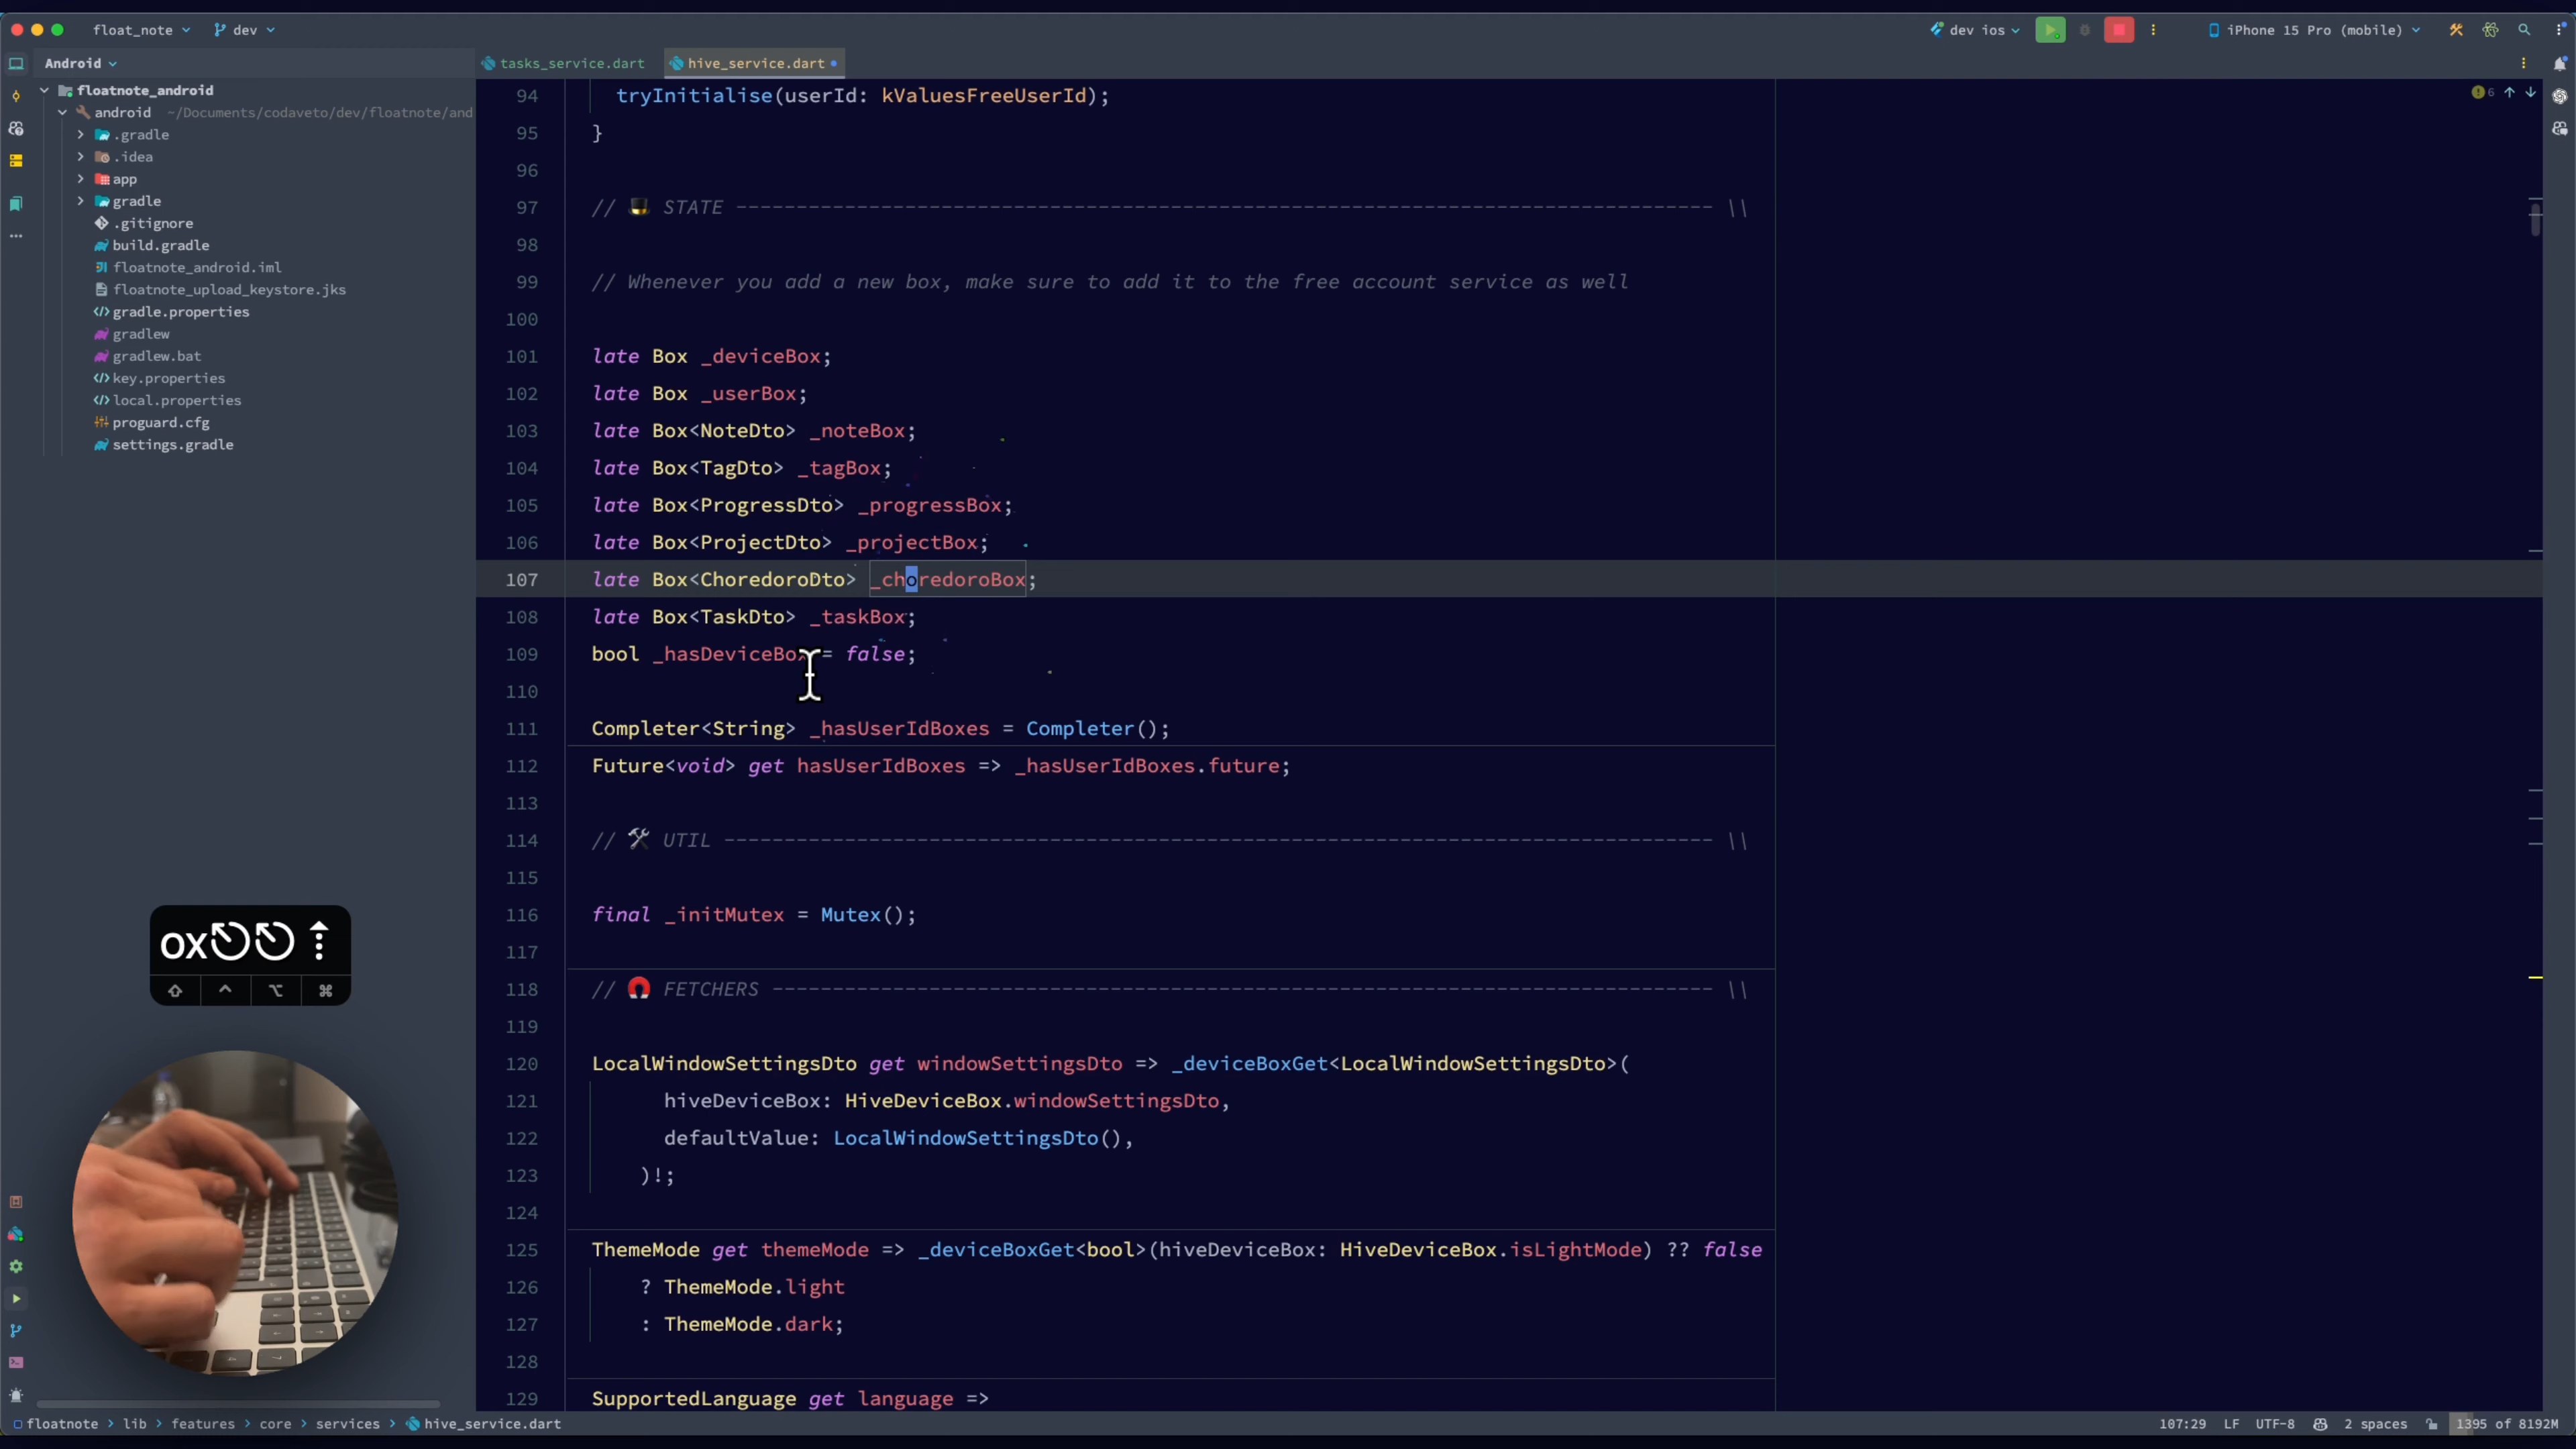 float_note
dev
dev ios
iPhone 15 Pro (mobile)
Android
tasks_service.dart
hive_service.dart
floatnote_android
android ~/Documents/codaveto/dev/floatnote/and
.gradle
.idea
app
gradle
.gitignore
build.gradle
floatnote_android.iml
floatnote_upload_keystore.jks
gradle.properties
gradlew
gradlew.bat
key.properties
local.properties
proguard.cfg
settings.gradle
6
94 tryInitialise(userId: kValuesFreeUserId);
95 }
96
97 // 🎩 STATE --------------------------------------------------------------------------------- \\
98
99 // Whenever you add a new box, make sure to add it to the free account service as well
100
101 late Box _deviceBox;
102 late Box _userBox;
103 late Box<NoteDto> _noteBox;
104 late Box<TagDto> _tagBox;
105 late Box<ProgressDto> _progressBox;
106 late Box<ProjectDto> _projectBox;
107 late Box<ChoredoroDto> _choredoroBox;
108 late Box<TaskDto> _taskBox;
109 bool _hasDeviceBox = false;
110
111 Completer<String> _hasUserIdBoxes = Completer();
112 Future<void> get hasUserIdBoxes => _hasUserIdBoxes.future;
113
114 // 🛠 UTIL ---------------------------------------------------------------------------------- \\
115
116 final _initMutex = Mutex();
117
118 // 🧲 FETCHERS ------------------------------------------------------------------------------ \\
119
120 LocalWindowSettingsDto get windowSettingsDto => _deviceBoxGet<LocalWindowSettingsDto>(
121 hiveDeviceBox: HiveDeviceBox.windowSettingsDto,
122 defaultValue: LocalWindowSettingsDto(),
123 )!;
124
125 ThemeMode get themeMode => _deviceBoxGet<bool>(hiveDeviceBox: HiveDeviceBox.isLightMode) ?? false
126 ? ThemeMode.light
127 : ThemeMode.dark;
128
129 SupportedLanguage get language =>
ox
floatnote > lib > features > core > services > hive_service.dart
107:29 LF UTF-8 2 spaces 1395 of 8192M